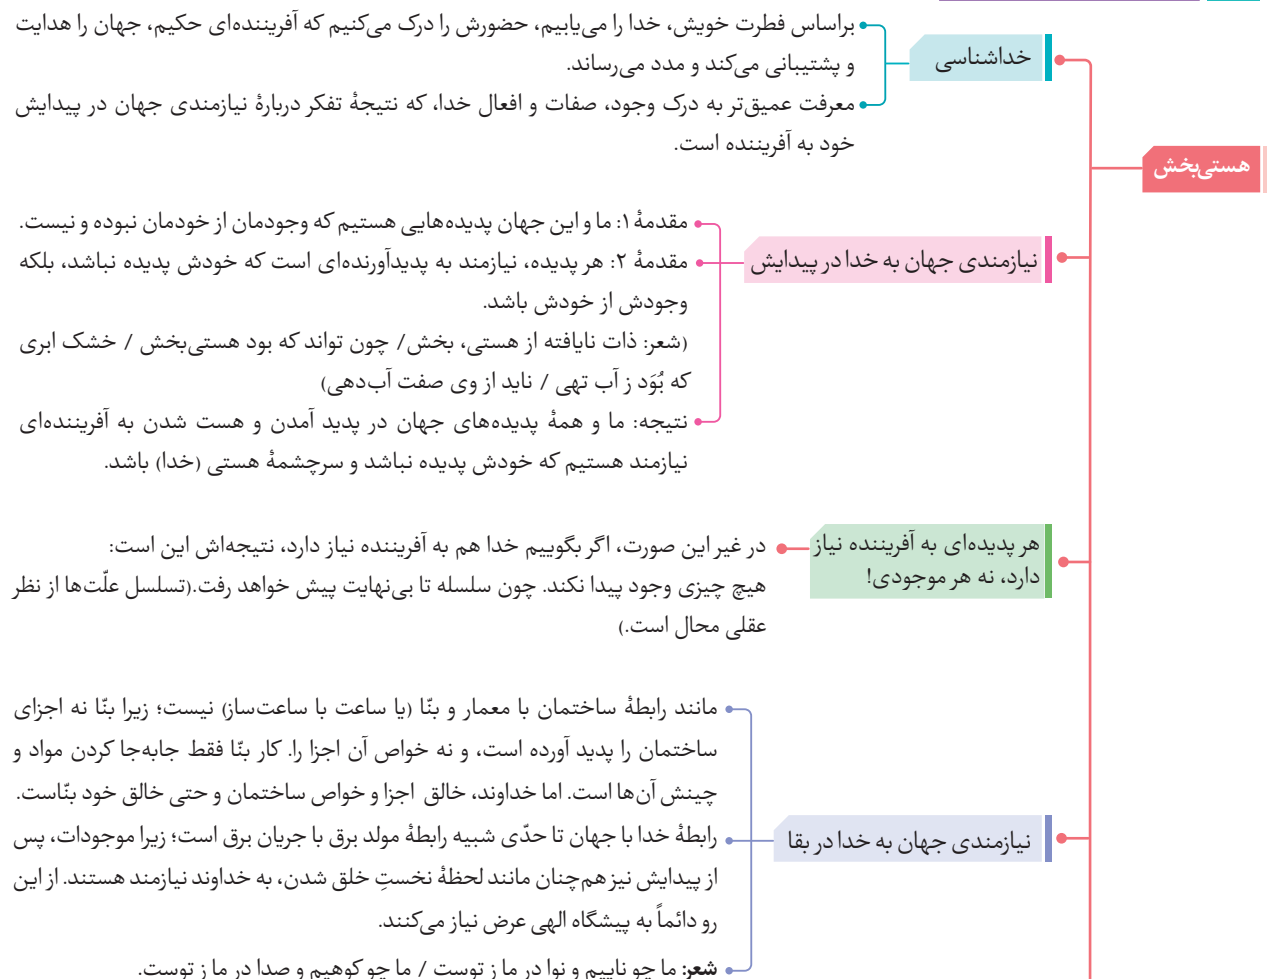 هستی‌بخش
خداشناسی
براساس فطرت خویش، خدا را می‌یابیم، حضورش را درک می‌کنیم که آفریننده‌ای حکیم، جهان را هدایت
و پشتیبانی می‌کند و مدد می‌رساند.
معرفت عمیق‌تر به درک وجود، صفات و افعال خدا، که نتیجهٔ تفکر دربارهٔ نیازمندی جهان در پیدایش
خود به آفریننده است.
نیازمندی جهان به خدا در پیدایش
مقدمهٔ ۱: ما و این جهان پدیده‌هایی هستیم که وجودمان از خودمان نبوده و نیست.
مقدمهٔ ۲: هر پدیده، نیازمند به پدیدآورنده‌ای است که خودش پدیده نباشد، بلکه
وجودش از خودش باشد.
(شعر: ذات نایافته از هستی، بخش/ چون تواند که بود هستی‌بخش / خشک ابری
که بُوَد ز آب تهی / ناید از وی صفت آب‌دهی)
نتیجه: ما و همهٔ پدیده‌های جهان در پدید آمدن و هست شدن به آفریننده‌ای
نیازمند هستیم که خودش پدیده نباشد و سرچشمهٔ هستی (خدا) باشد.
هر پدیده‌ای به آفریننده نیاز
دارد، نه هر موجودی!
در غیر این صورت، اگر بگوییم خدا هم به آفریننده نیاز دارد، نتیجه‌اش این است:
هیچ چیزی وجود پیدا نکند. چون سلسله تا بی‌نهایت پیش خواهد رفت.(تسلسل علّت‌ها از نظر
عقلی محال است.)
نیازمندی جهان به خدا در بقا
مانند رابطهٔ ساختمان با معمار و بنّا (یا ساعت با ساعت‌ساز) نیست؛ زیرا بنّا نه اجزای
ساختمان را پدید آورده است، و نه خواص آن اجزا را. کار بنّا فقط جابه‌جا کردن مواد و
چینش آن‌ها است. اما خداوند، خالق اجزا و خواص ساختمان و حتی خالق خود بنّاست.
رابطهٔ خدا با جهان تا حدّی شبیه رابطهٔ مولد برق با جریان برق است؛ زیرا موجودات، پس
از پیدایش نیز هم‌چنان مانند لحظهٔ نخستِ خلق شدن، به خداوند نیازمند هستند. از این
رو دائماً به پیشگاه الهی عرض نیاز می‌کنند.
شعر: ما چو ناییم و نوا در ما ز توست / ما چو کوهیم و صدا در ما ز توست.